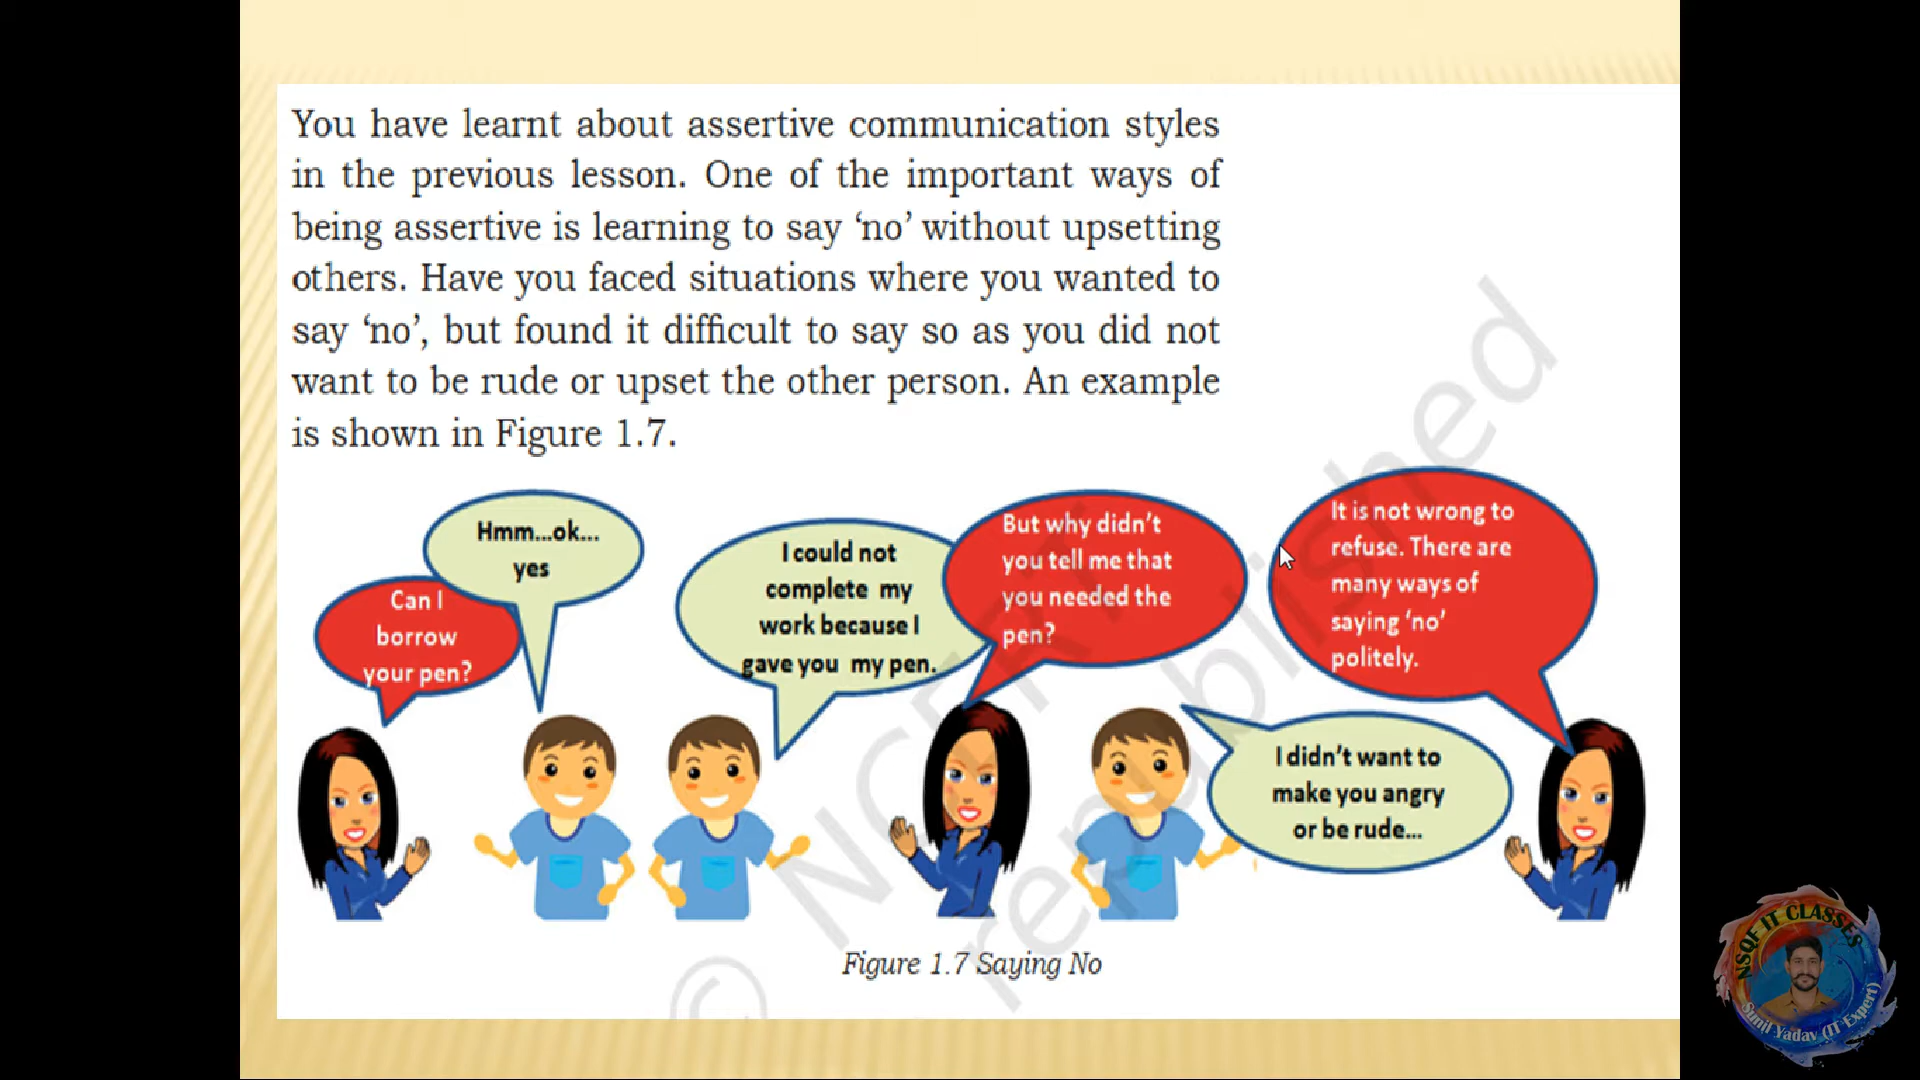 You have learnt about assertive communication styles
in the previous lesson. One of the important ways of
being assertive is learning to say ‘no’ without upsetting
others. Have you faced situations where you wanted to
say ‘no’, but found it difficult to say so as you did not
want to be rude or upset the other person. An example
is shown in Figure 1.7.
Can I
borrow
your pen?
Hmm...ok...
yes
I could not
complete my
work because I
gave you my pen.
But why didn’t
you tell me that
you needed the
pen?
I didn’t want to
make you angry
or be rude...
It is not wrong to
refuse. There are
many ways of
saying ‘no’
politely.
Figure 1.7 Saying No
© NCERT
republished
NSQF IT CLASSES
Sunil Yadav (IT Expert)